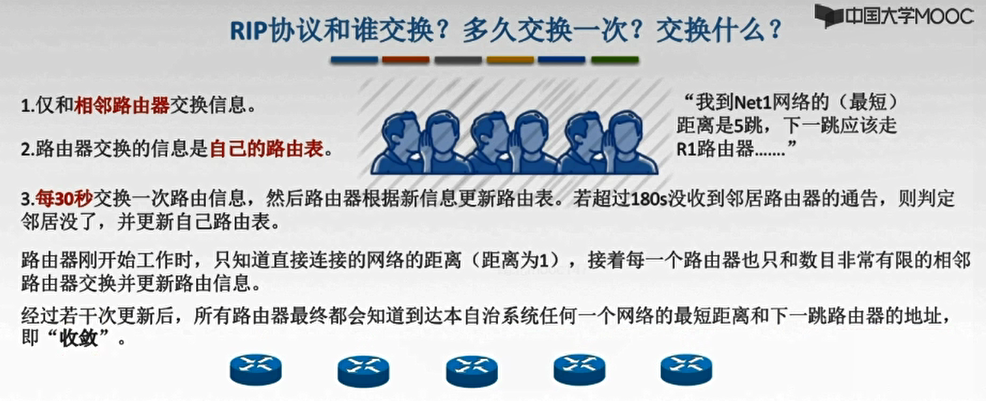 中国大学MOOC
RIP协议和谁交换？多久交换一次？交换什么？
1.仅和相邻路由器交换信息。
2.路由器交换的信息是自己的路由表。
“我到Net1网络的（最短）
距离是5跳，下一跳应该走
R1路由器.......”
3.每30秒交换一次路由信息，然后路由器根据新信息更新路由表。若超过180s没收到邻居路由器的通告，则判定
邻居没了，并更新自己路由表。
路由器刚开始工作时，只知道直接连接的网络的距离（距离为1），接着每一个路由器也只和数目非常有限的相邻
路由器交换并更新路由信息。
经过若干次更新后，所有路由器最终都会知道到达本自治系统任何一个网络的最短距离和下一跳路由器的地址，
即“收敛”。